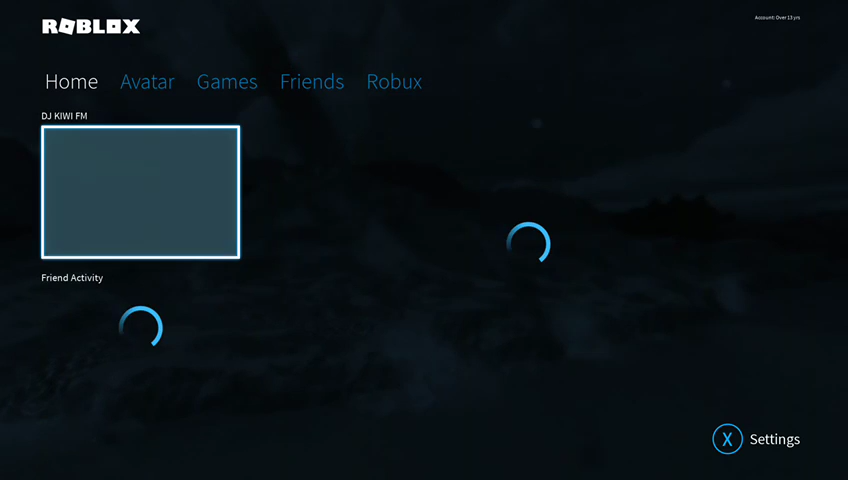 ROBLOX
Account: Over 13 yrs
Home Avatar Games Friends Robux
DJ KIWI FM
Friend Activity
X Settings